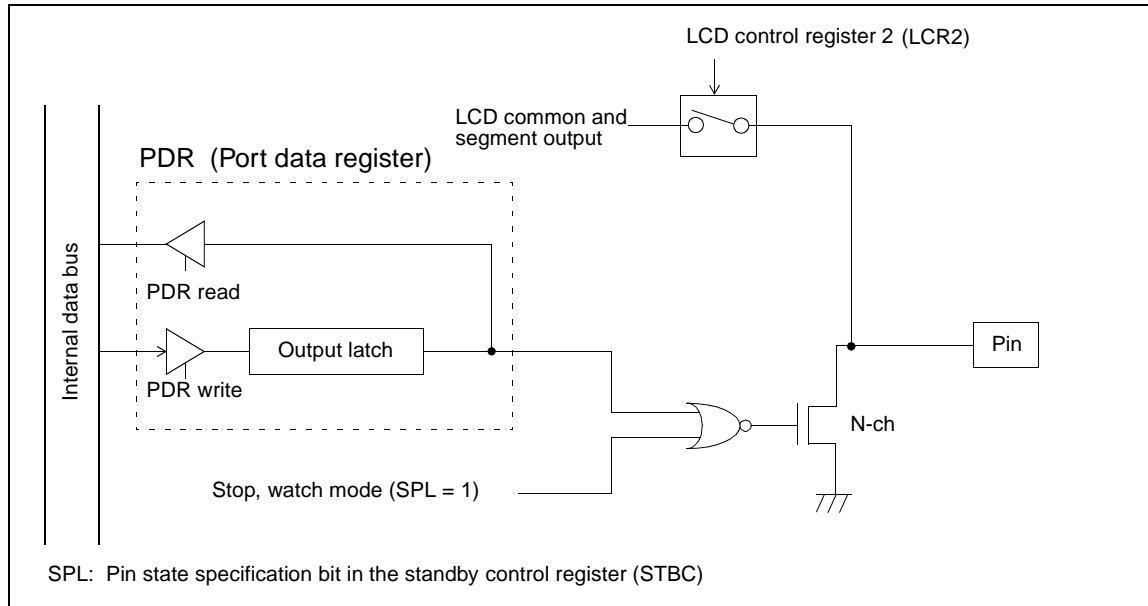 LCD control register 2 (LCR2)
LCD common and
segment output
PDR (Port data register)
Internal data bus
PDR read
Output latch
PDR write
Pin
N-ch
Stop, watch mode (SPL = 1)
SPL: Pin state specification bit in the standby control register (STBC)